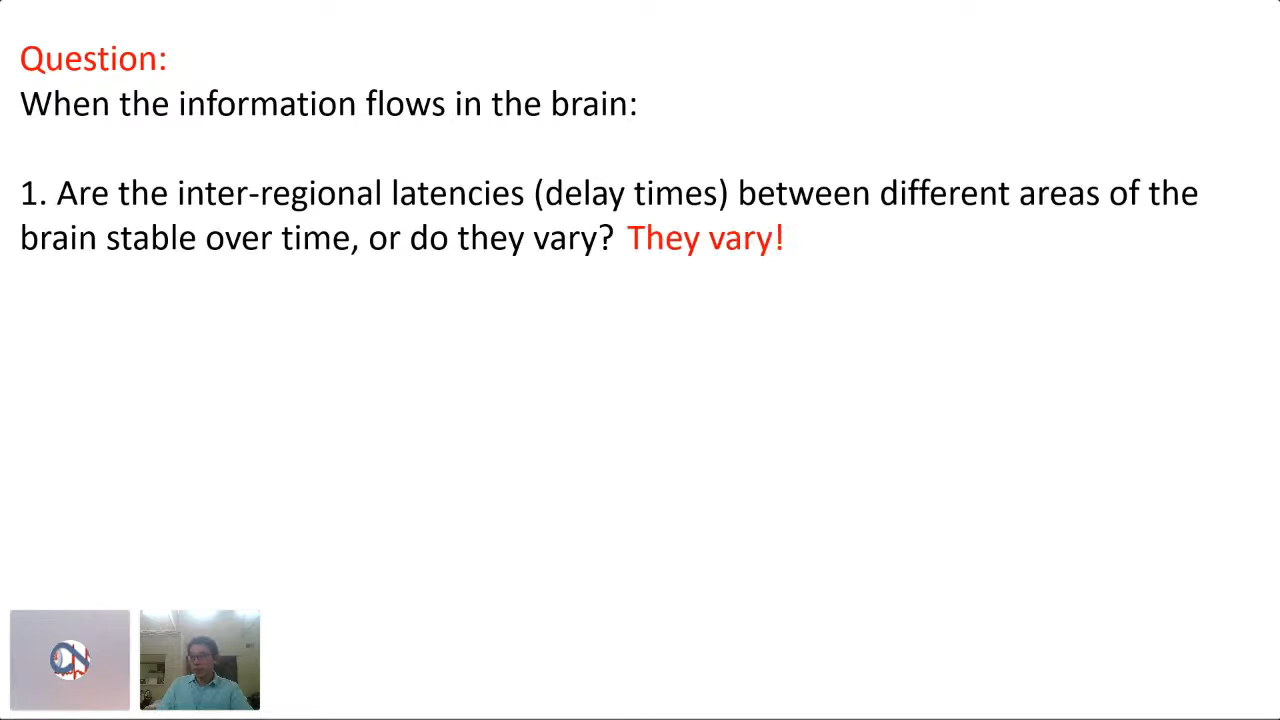 Question:
When the information flows in the brain:
1. Are the inter-regional latencies (delay times) between different areas of the
brain stable over time, or do they vary? They vary!